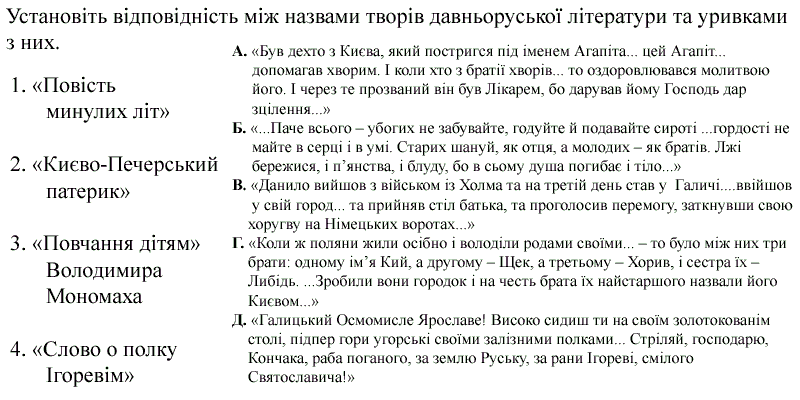 Установіть відповідність між назвами творів давньоруської літератури та уривками
з них.
1. «Повість
минулих літ»
2. «Києво-Печерський
патерик»
3. «Повчання дітям»
Володимира
Мономаха
4. «Слово о полку
Ігоревім»
А. «Був дехто з Києва, який постригся під іменем Агапіта... цей Агапіт...
допомагав хворим. І коли хто з братії хворів... то оздоровлювався молитвою
його. І через те прозваний він був Лікарем, бо дарував йому Господь дар
зцілення...»
Б. «...Паче всього – убогих не забувайте, годуйте й подавайте сироті ...гордості не
майте в серці і в умі. Старих шануй, як отця, а молодих – як братів. Лжі
бережися, і п’янства, і блуду, бо в сьому душа погибає і тіло...»
В. «Данило вийшов з військом із Холма та на третій день став у Галичі....ввійшов
у свій город... та прийняв стіл батька, та проголосив перемогу, заткнувши свою
хоругву на Німецьких воротах...»
Г. «Коли ж поляни жили осібно і володіли родами своїми... – то було між них три
брати: одному ім’я Кий, а другому – Щек, а третьому – Хорив, і сестра їх –
Либідь. ...Зробили вони городок і на честь брата їх найстаршого назвали його
Києвом...»
Д. «Галицький Осмомисле Ярославе! Високо сидиш ти на своїм золотокованім
столі, підпер гори угорські своїми залізними полками... Стріляй, господарю,
Кончака, раба поганого, за землю Руську, за рани Ігореві, смілого
Святославича!»